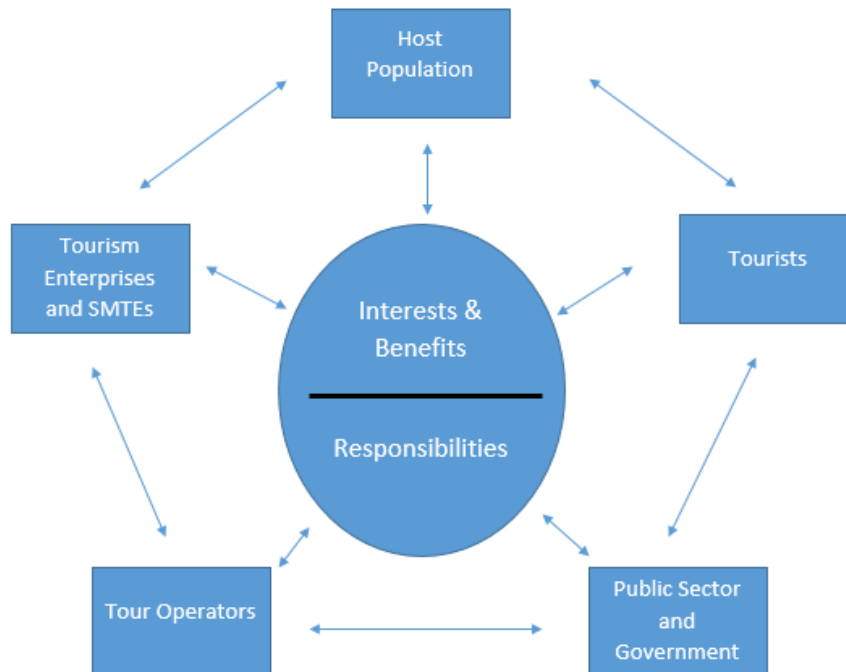 Host
Population
Tourism
Enterprises
and SMTEs
Tourists
Interests &
Benefits
Responsibilities
Tour Operators
Public Sector
and
Government